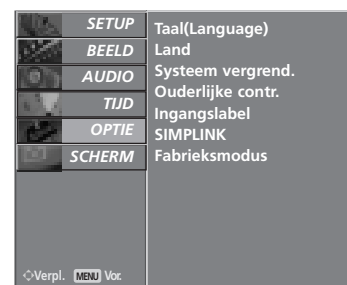 SETUP
BEELD
AUDIO
TIJD
OPTIE
SCHERM
Verpl. MENU Vor.
Taal(Language)
Land
Systeem vergrend.
Ouderlijke contr.
Ingangslabel
SIMPLINK
Fabrieksmodus